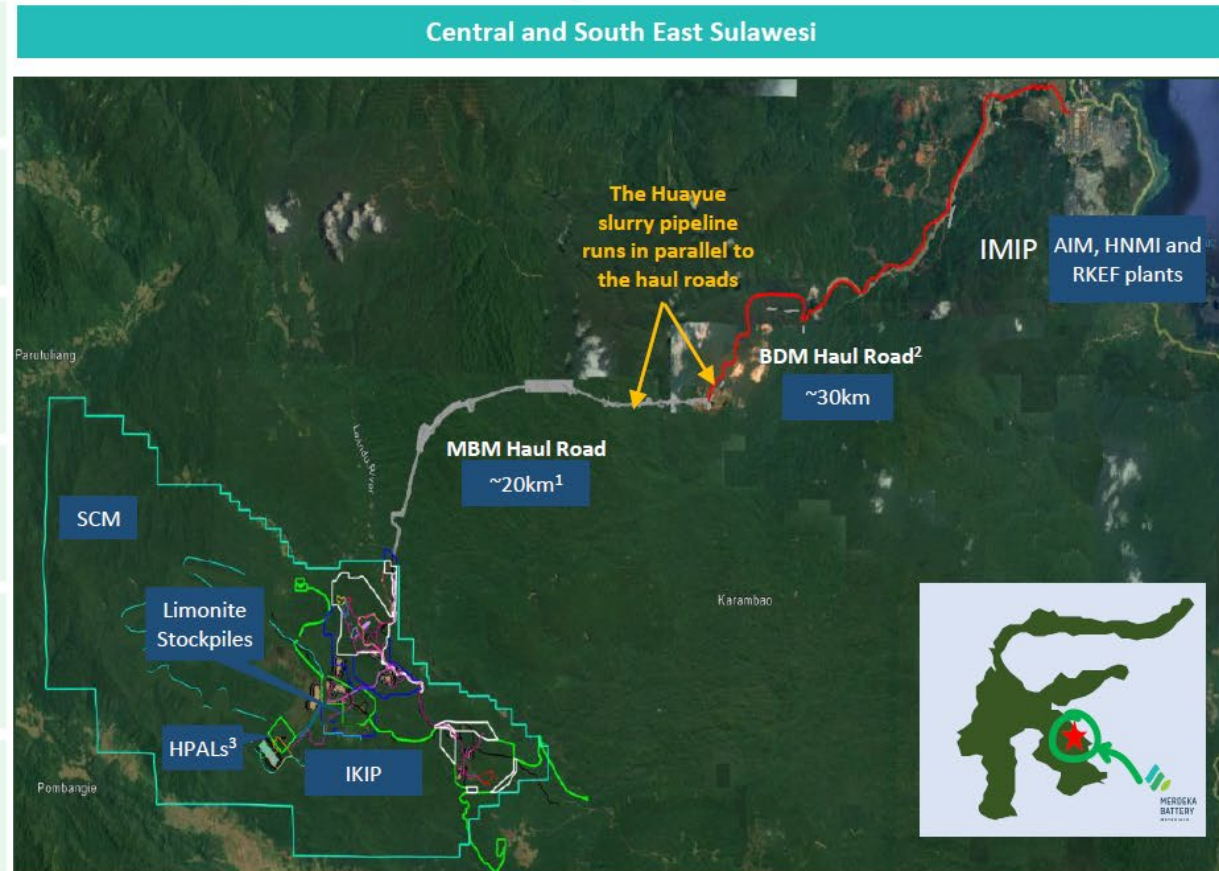 Central and South East Sulawesi
The Huayue
slurry pipeline
runs in parallel to
the haul roads
IMIP
AIM, HNMI and
RKEF plants
Parutuliang
BDM Haul Road²
~30km
MBM Haul Road
~20km¹
SCM
Limonite
Stockpiles
Karambao
HPALs³
IKIP
Pombangie
MERDEKA
BATTERY